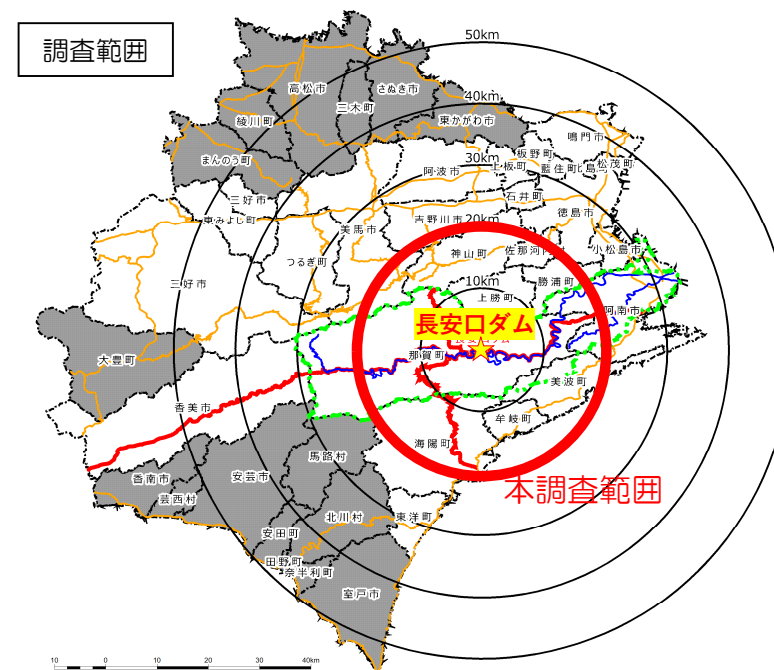 調査範囲
50km
高松市
さぬき市
三木町
40km
綾川町
東かがわ市
鳴門市
まんのう町
板野町
松茂町
30km
上板町
藍住町
阿波市
石井町
三好市
徳島市
東みよし町
吉野川市
20km
美馬市
小松島市
神山町
つるぎ町
三好市
10km
勝浦町
上勝町
阿南市
長安口ダム
那賀町
大豊町
美波町
香美市
牟岐町
海陽町
馬路村
香南市
安芸市
本調査範囲
芸西村
北川村
東洋町
安田町
田野町
奈半利町
室戸市
10
0
10
20
30
40km